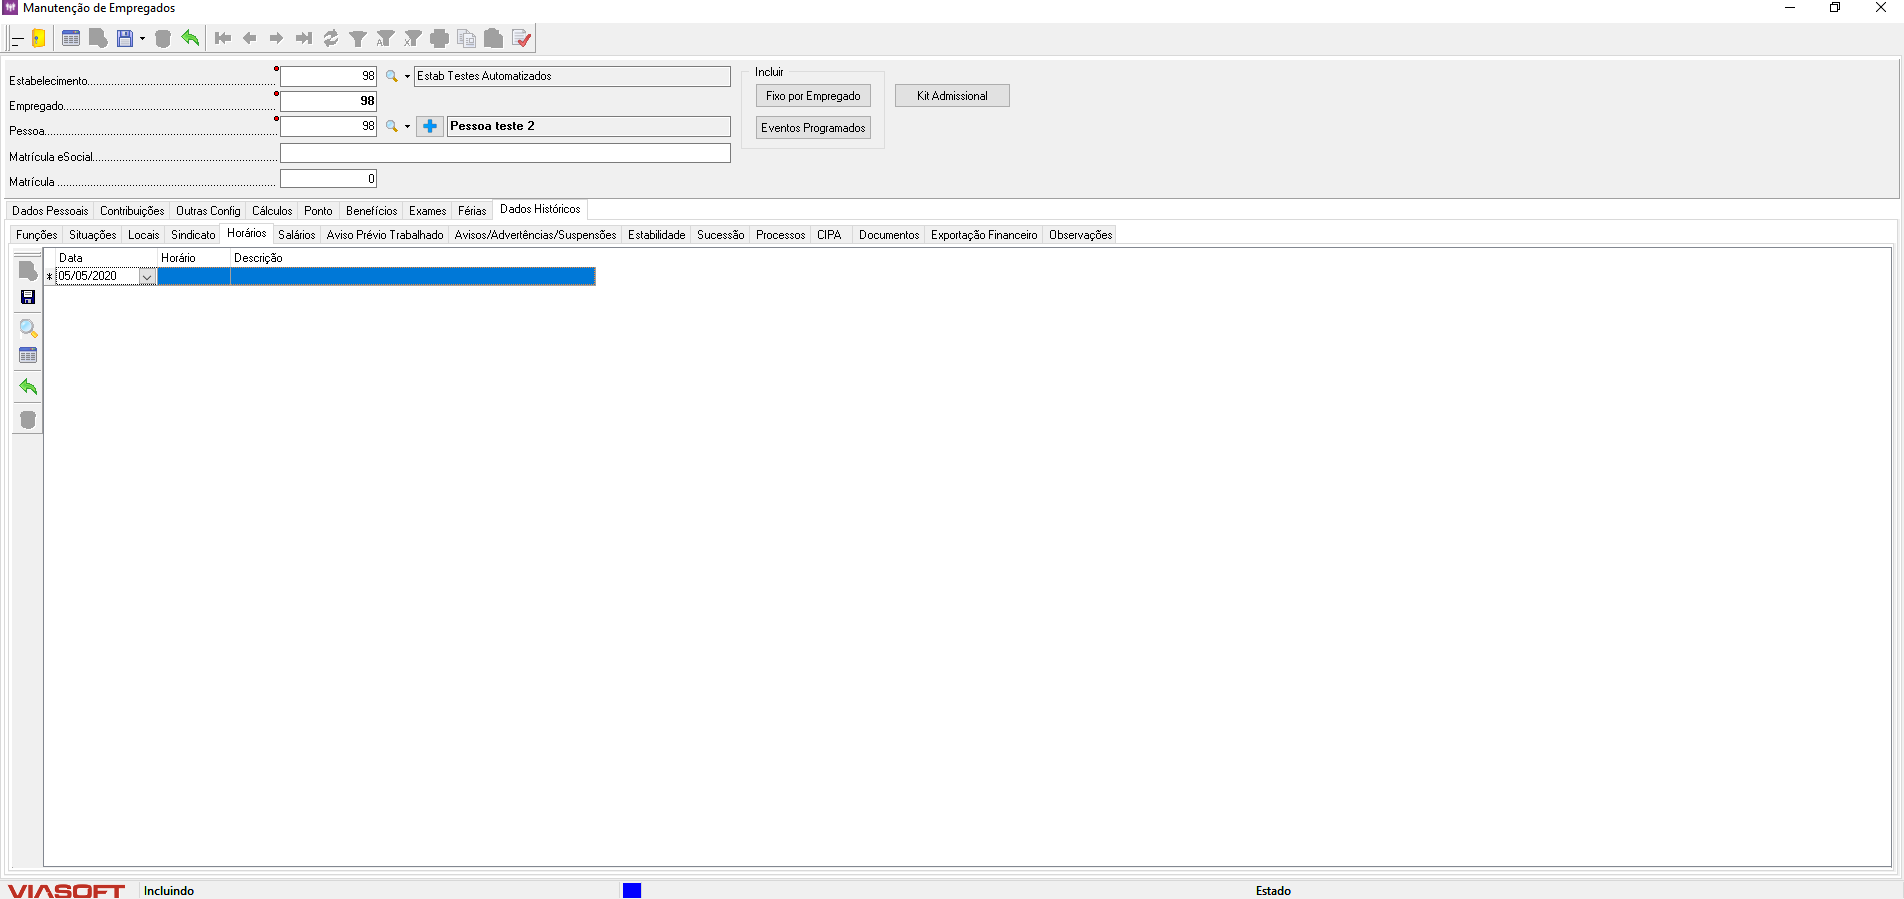 Manutenção de Empregados
Estabelecimento 98 Estab Testes Automatizados
Empregado 98
Pessoa 98 Pessoa teste 2
Matrícula eSocial
Matrícula 0
Incluir
Fixo por Empregado
Eventos Programados
Kit Admissional
Dados Pessoais Contribuições Outras Config Cálculos Ponto Benefícios Exames Férias Dados Históricos
Funções Situações Locais Sindicato Horários Salários Aviso Prévio Trabalhado Avisos/Advertências/Suspensões Estabilidade Sucessão Processos CIPA Documentos Exportação Financeiro Observações
Data Horário Descrição
* 05/05/2020
VIASOFT Incluindo Estado